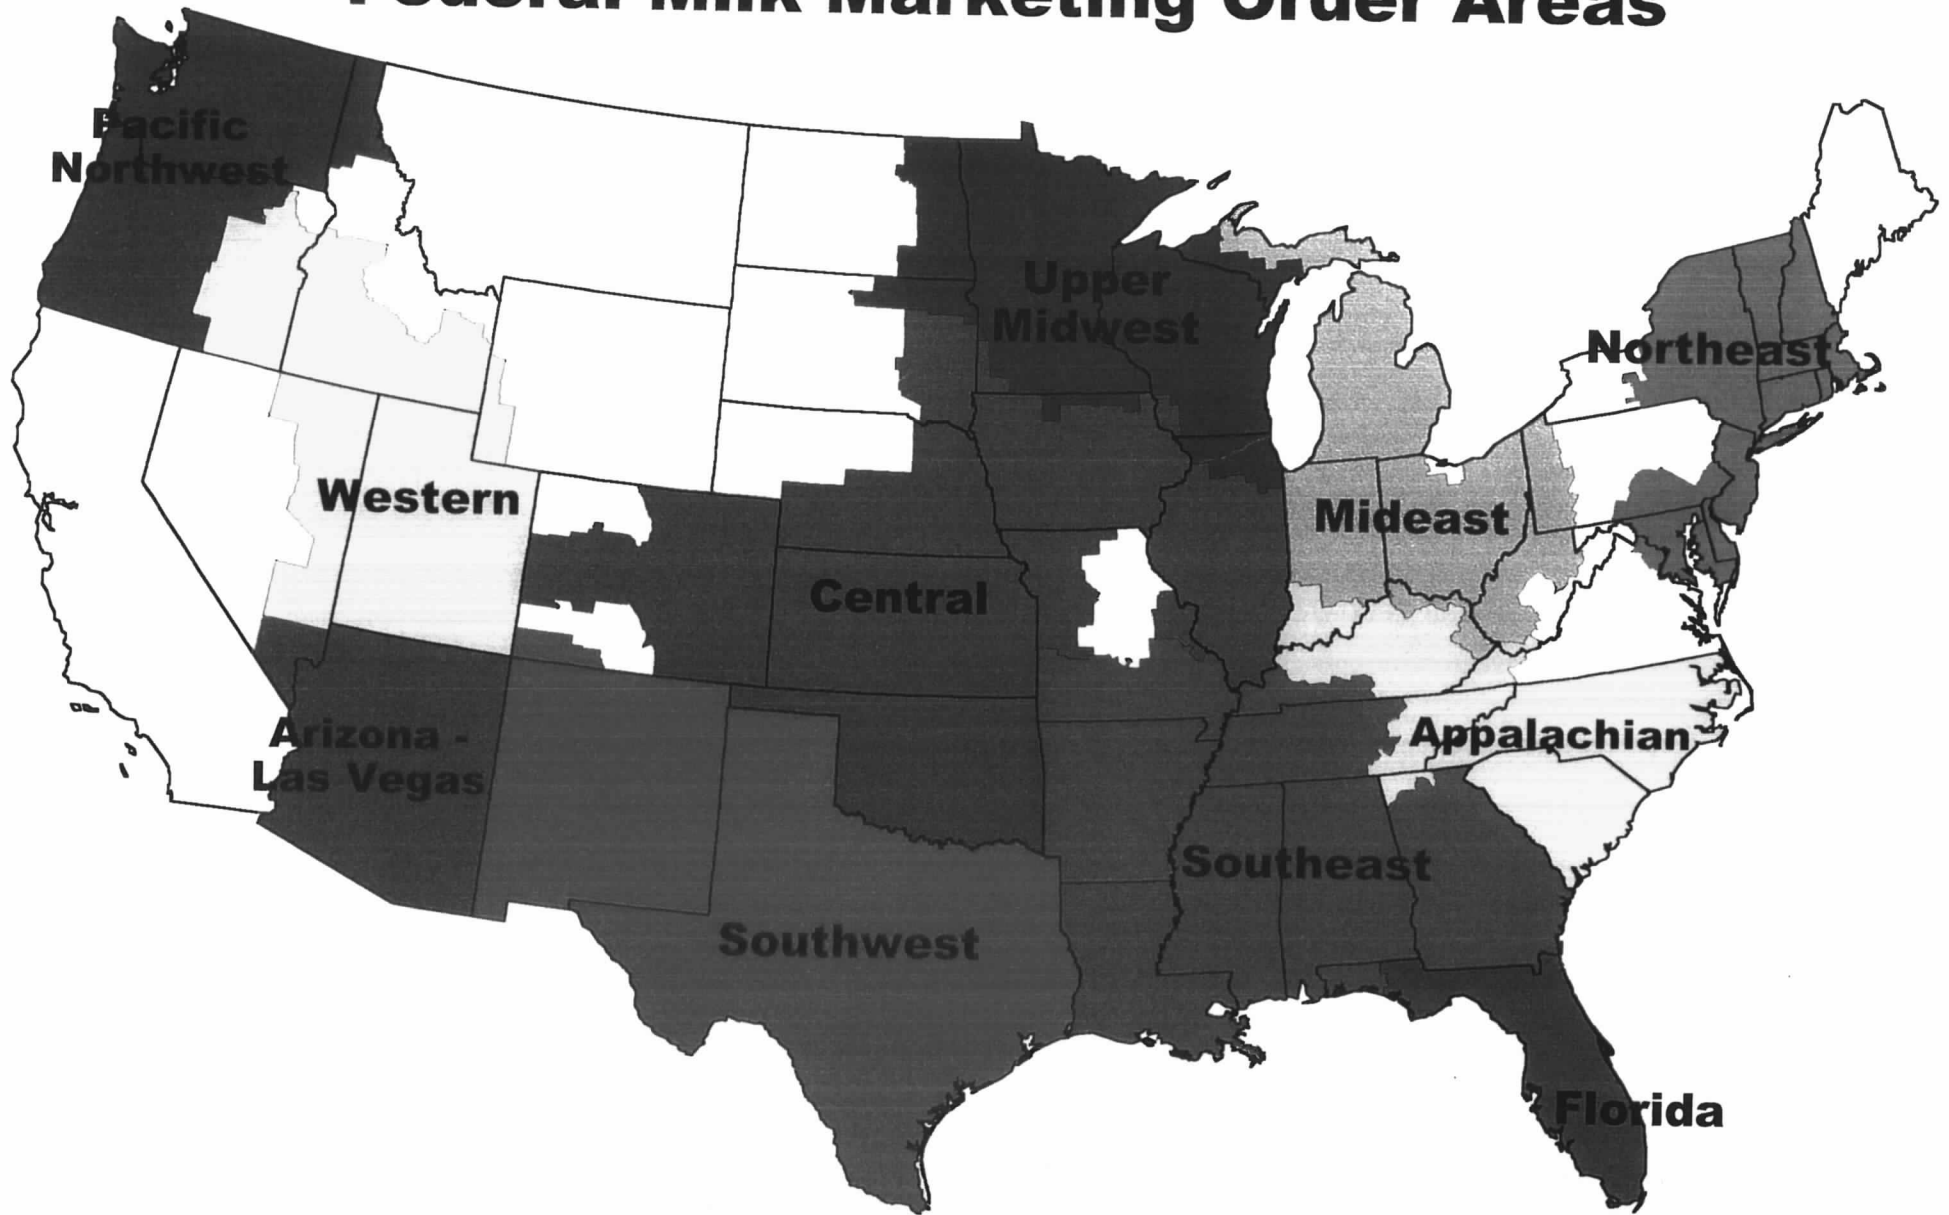 Federal Milk Marketing Order Areas
Pacific
Northwest
Upper
Midwest
Northeast
Western
Mideast
Central
Arizona -
Las Vegas
Appalachian
Southeast
Southwest
Florida